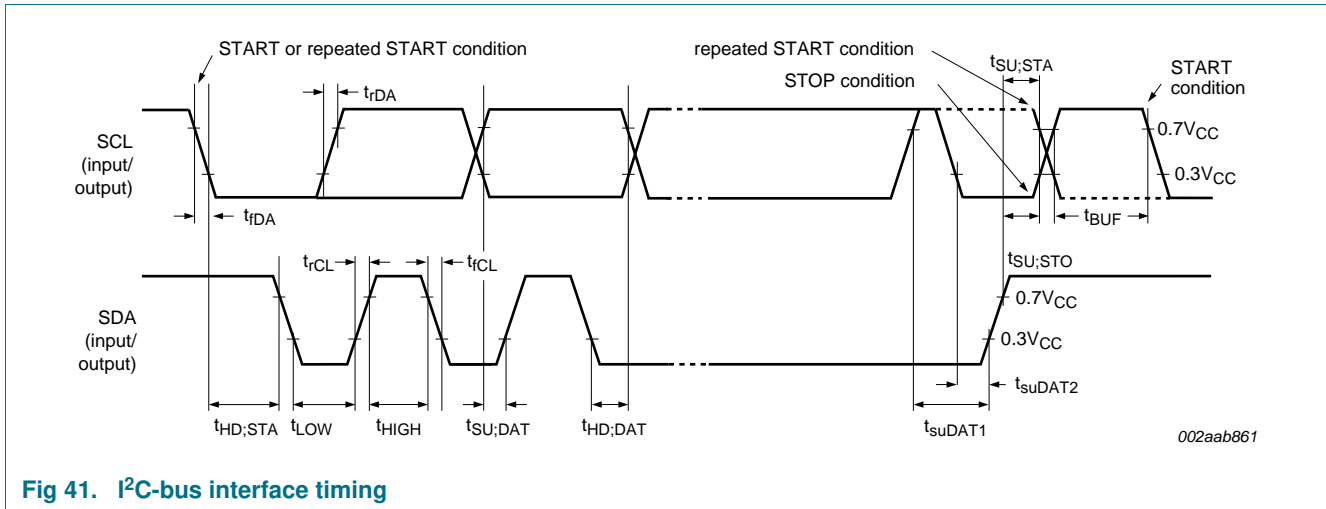 START or repeated START condition
repeated START condition
STOP condition
tSU;STA
START
condition
trDA
SCL
(input/
output)
0.7VCC
0.3VCC
tfDA
tBUF
trCL
tfCL
tSU;STO
SDA
(input/
output)
0.7VCC
0.3VCC
tsuDAT2
tHD;STA
tLOW
tHIGH
tSU;DAT
tHD;DAT
tsuDAT1
002aab861
Fig 41. I²C-bus interface timing